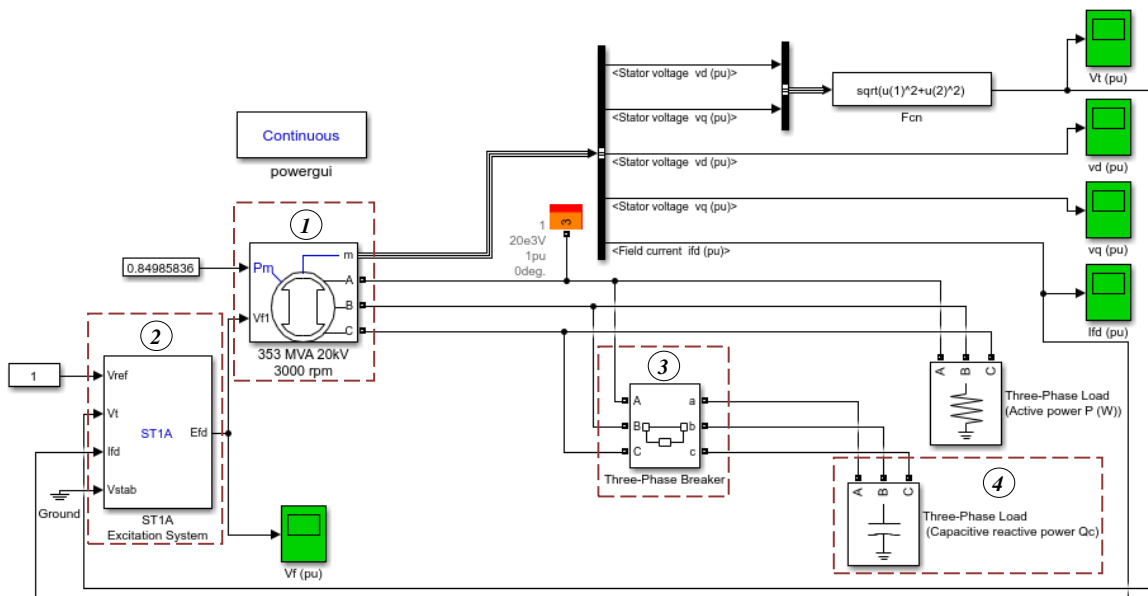 Continuous
powergui
<Stator voltage vd (pu)>
<Stator voltage vq (pu)>
<Stator voltage vd (pu)>
<Stator voltage vq (pu)>
<Field current ifd (pu)>
sqrt(u(1)^2+u(2)^2)
Fcn
Vt (pu)
vd (pu)
vq (pu)
Ifd (pu)
1
20e3V
1pu
0deg.
3
1
0.84985836
Pm
Vf1
m
A
B
C
353 MVA 20kV
3000 rpm
2
1
Vref
Vt
Ifd
Vstab
ST1A
Efd
Ground
ST1A
Excitation System
Vf (pu)
3
A
B
C
a
b
c
Three-Phase Breaker
A B C
Three-Phase Load
(Active power P (W))
4
A B C
Three-Phase Load
(Capacitive reactive power Qc)